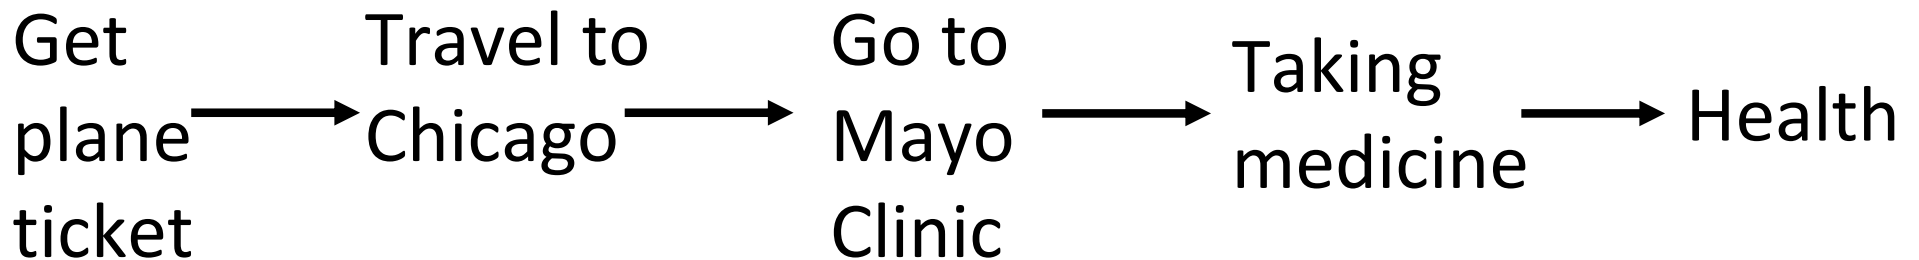 Get
plane
ticket
Travel to
Chicago
Go to
Mayo
Clinic
Taking
medicine
Health